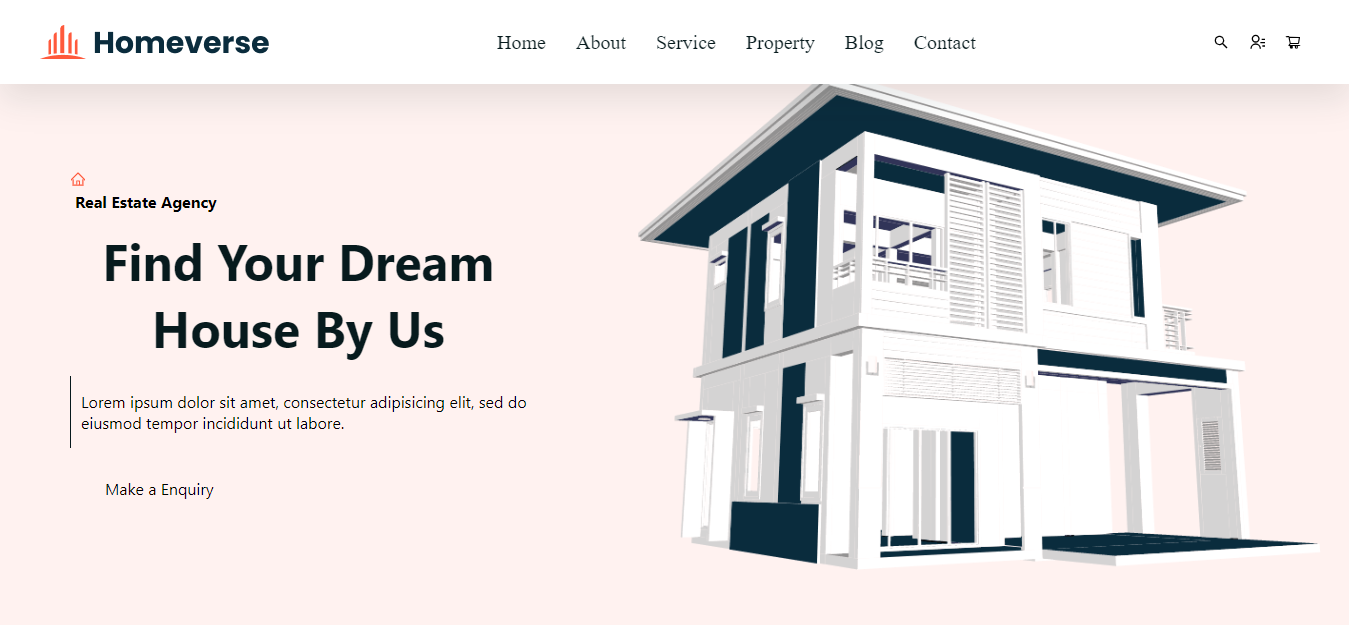 Homeverse
Home About Service Property Blog Contact
Real Estate Agency
Find Your Dream
House By Us
Lorem ipsum dolor sit amet, consectetur adipisicing elit, sed do
eiusmod tempor incididunt ut labore.
Make a Enquiry